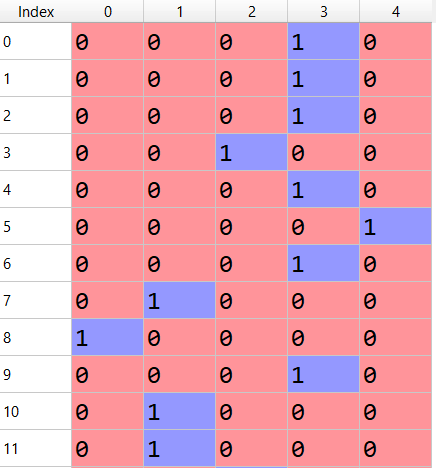 Index 0 1 2 3 4
0 0 0 0 1 0
1 0 0 0 1 0
2 0 0 0 1 0
3 0 0 1 0 0
4 0 0 0 1 0
5 0 0 0 0 1
6 0 0 0 1 0
7 0 1 0 0 0
8 1 0 0 0 0
9 0 0 0 1 0
10 0 1 0 0 0
11 0 1 0 0 0